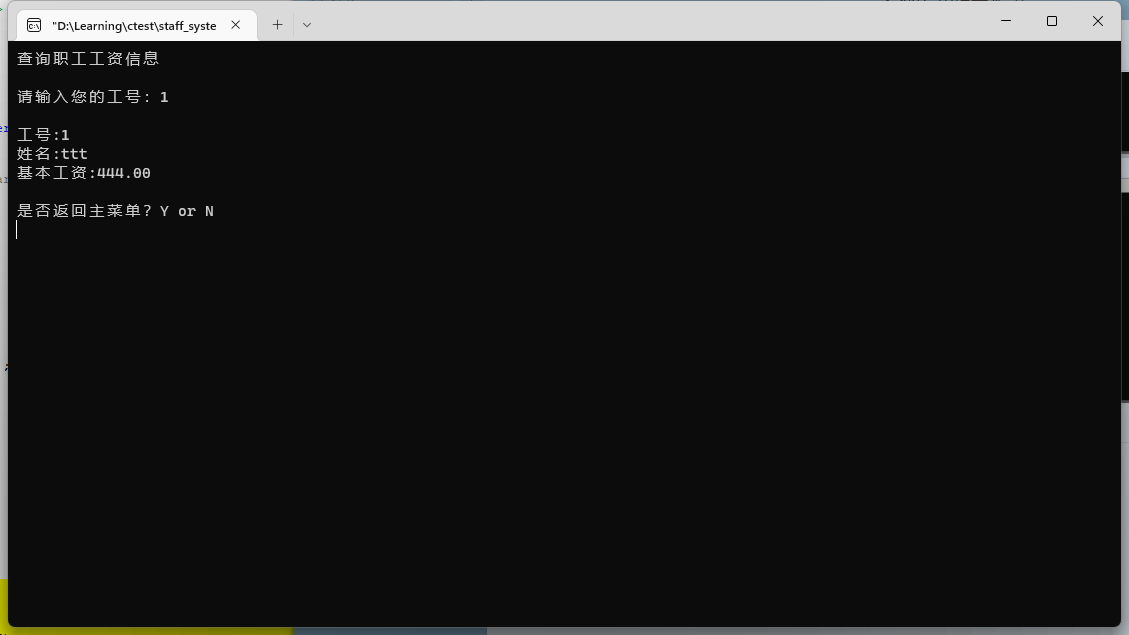 "D:\Learning\ctest\staff_syste
查询职工工资信息
请输入您的工号: 1
工号:1
姓名:ttt
基本工资:444.00
是否返回主菜单? Y or N